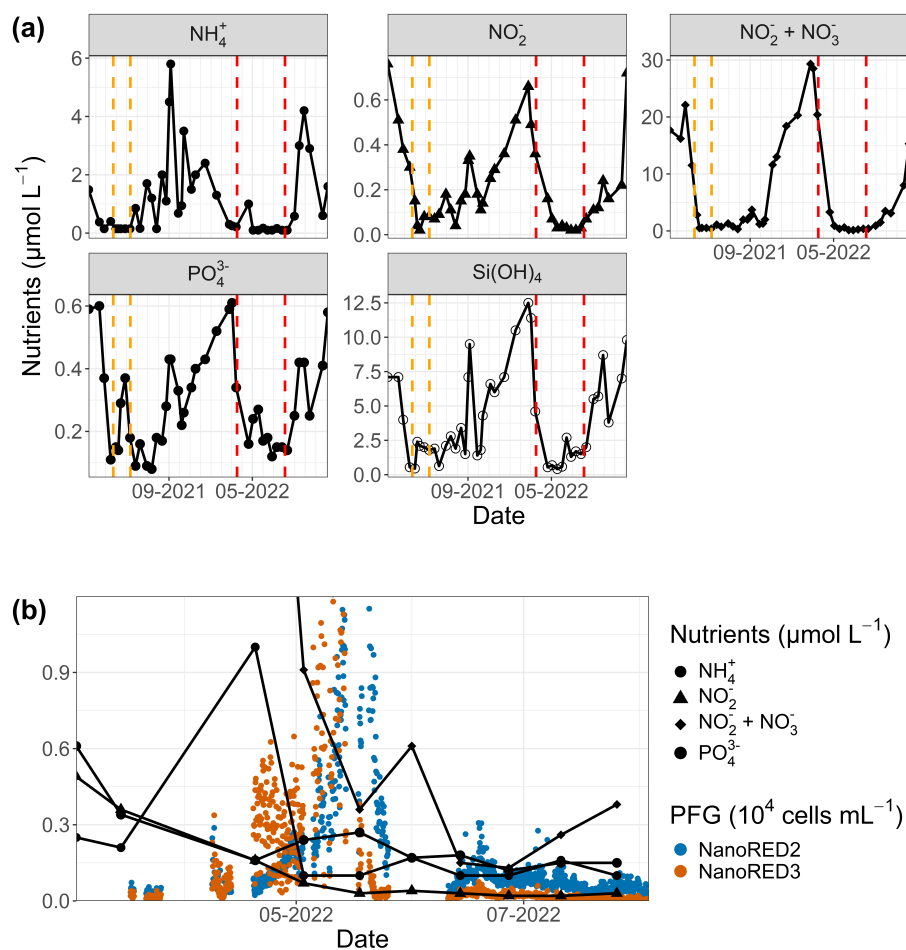 (a)
NH₄⁺
NO₂⁻
NO₂⁻ + NO₃⁻
6
4
2
0
0.6
0.4
0.2
0.0
30
20
10
0
09-2021
05-2022
PO₄³⁻
Si(OH)₄
0.6
0.4
0.2
12.5
10.0
7.5
5.0
2.5
0.0
09-2021
05-2022
09-2021
05-2022
Nutrients (μmol L⁻¹)
Date
(b)
0.9
0.6
0.3
0.0
05-2022
07-2022
Date
Nutrients (μmol L⁻¹)
NH₄⁺
NO₂⁻
NO₂⁻ + NO₃⁻
PO₄³⁻
PFG (10⁴ cells mL⁻¹)
NanoRED2
NanoRED3